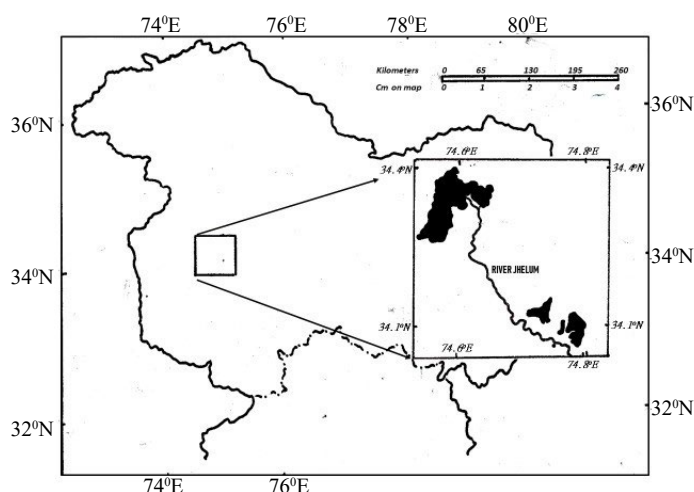 74⁰E 76⁰E 78⁰E 80⁰E
Kilometers 0 65 130 195 260
Cm on map 0 1 2 3 4
36⁰N 36⁰N
74.6⁰E 74.8⁰E
34.4⁰N 34.4⁰N
RIVER JHELUM
34⁰N 34⁰N
34.1⁰N 34.1⁰N
74.6⁰E 74.8⁰E
32⁰N 32⁰N
74⁰E 76⁰E